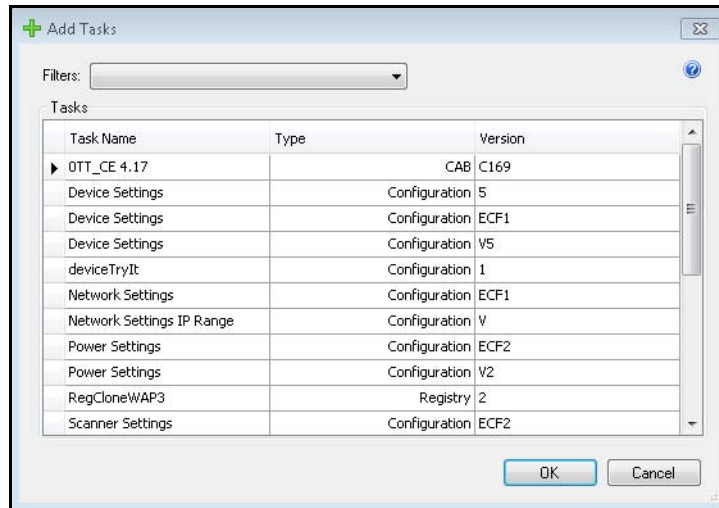 Add Tasks
Filters:
Tasks
Task Name Type Version
OTT_CE 4.17 CAB C169
Device Settings Configuration 5
Device Settings Configuration ECF1
Device Settings Configuration V5
deviceTryIt Configuration 1
Network Settings Configuration ECF1
Network Settings IP Range Configuration V
Power Settings Configuration ECF2
Power Settings Configuration V2
RegCloneWAP3 Registry 2
Scanner Settings Configuration ECF2
OK Cancel